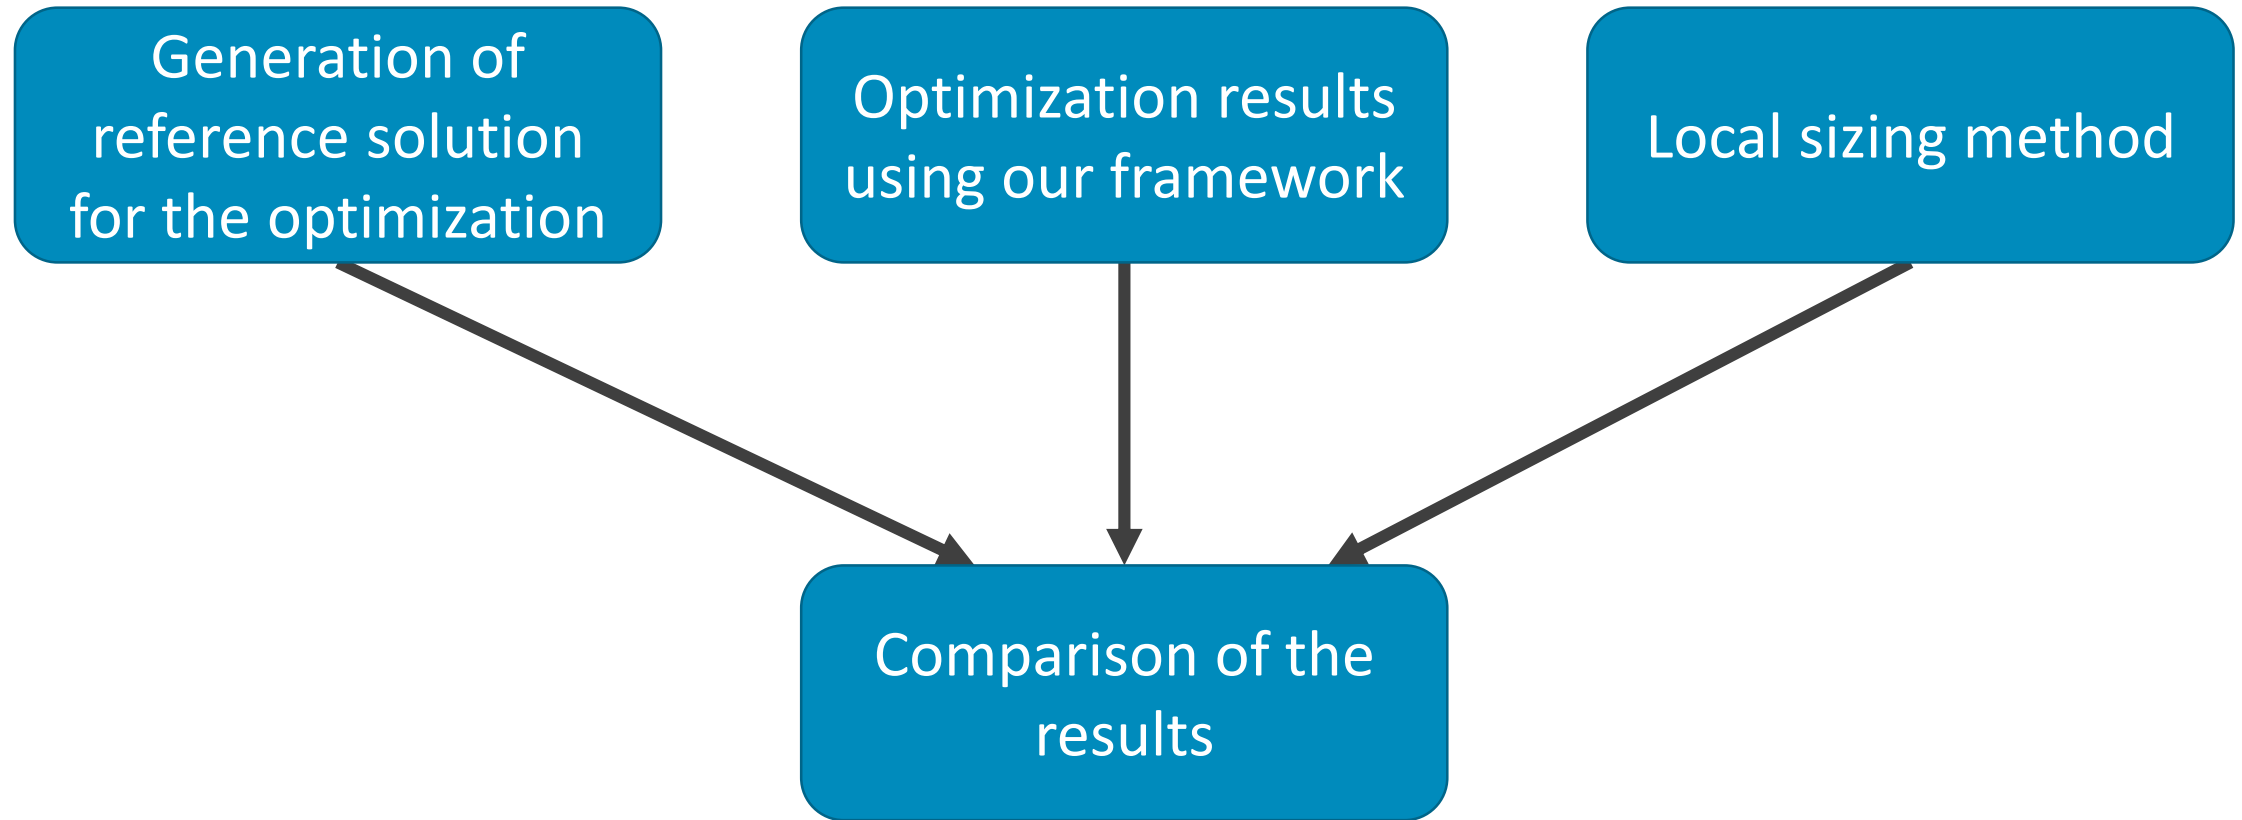 Generation of
reference solution
for the optimization
Optimization results
using our framework
Local sizing method
Comparison of the
results